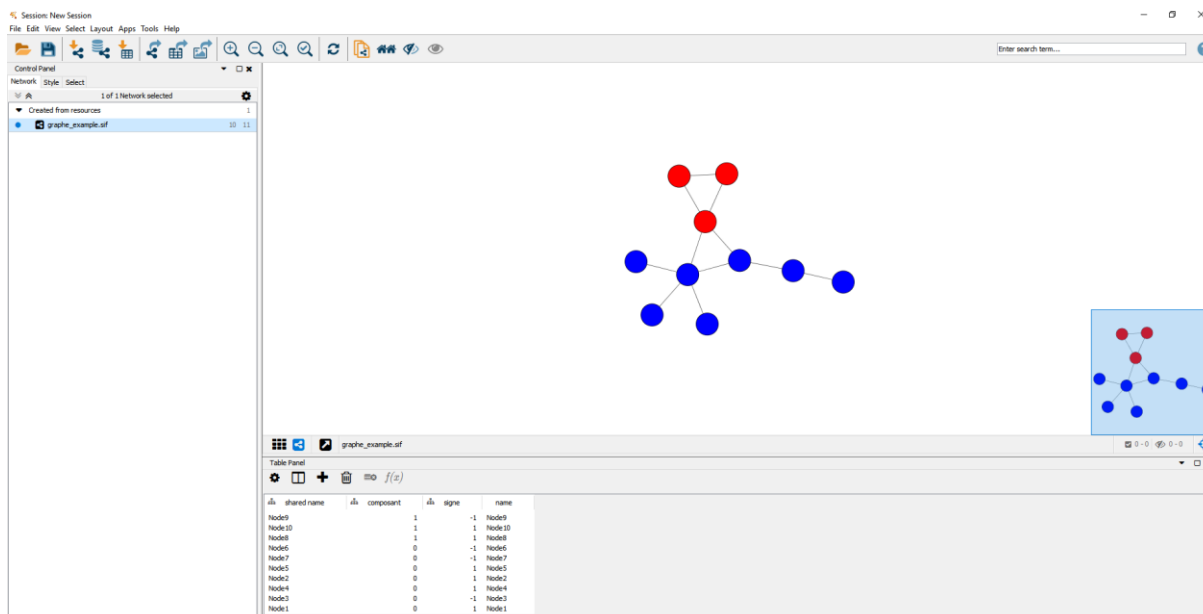 Session: New Session
File Edit View Select Layout Apps Tools Help
Enter search term...
Control Panel
Network Style Select
1 of 1 Network selected
Created from resources 1
graphe_example.sif 10 11
graphe_example.sif 0 - 0 0 - 0
Table Panel
f(x)
shared name composant signe name
Node9 1 -1 Node9
Node10 1 1 Node10
Node8 1 1 Node8
Node6 0 -1 Node6
Node7 0 -1 Node7
Node5 0 1 Node5
Node2 0 1 Node2
Node4 0 1 Node4
Node3 0 -1 Node3
Node1 0 1 Node1